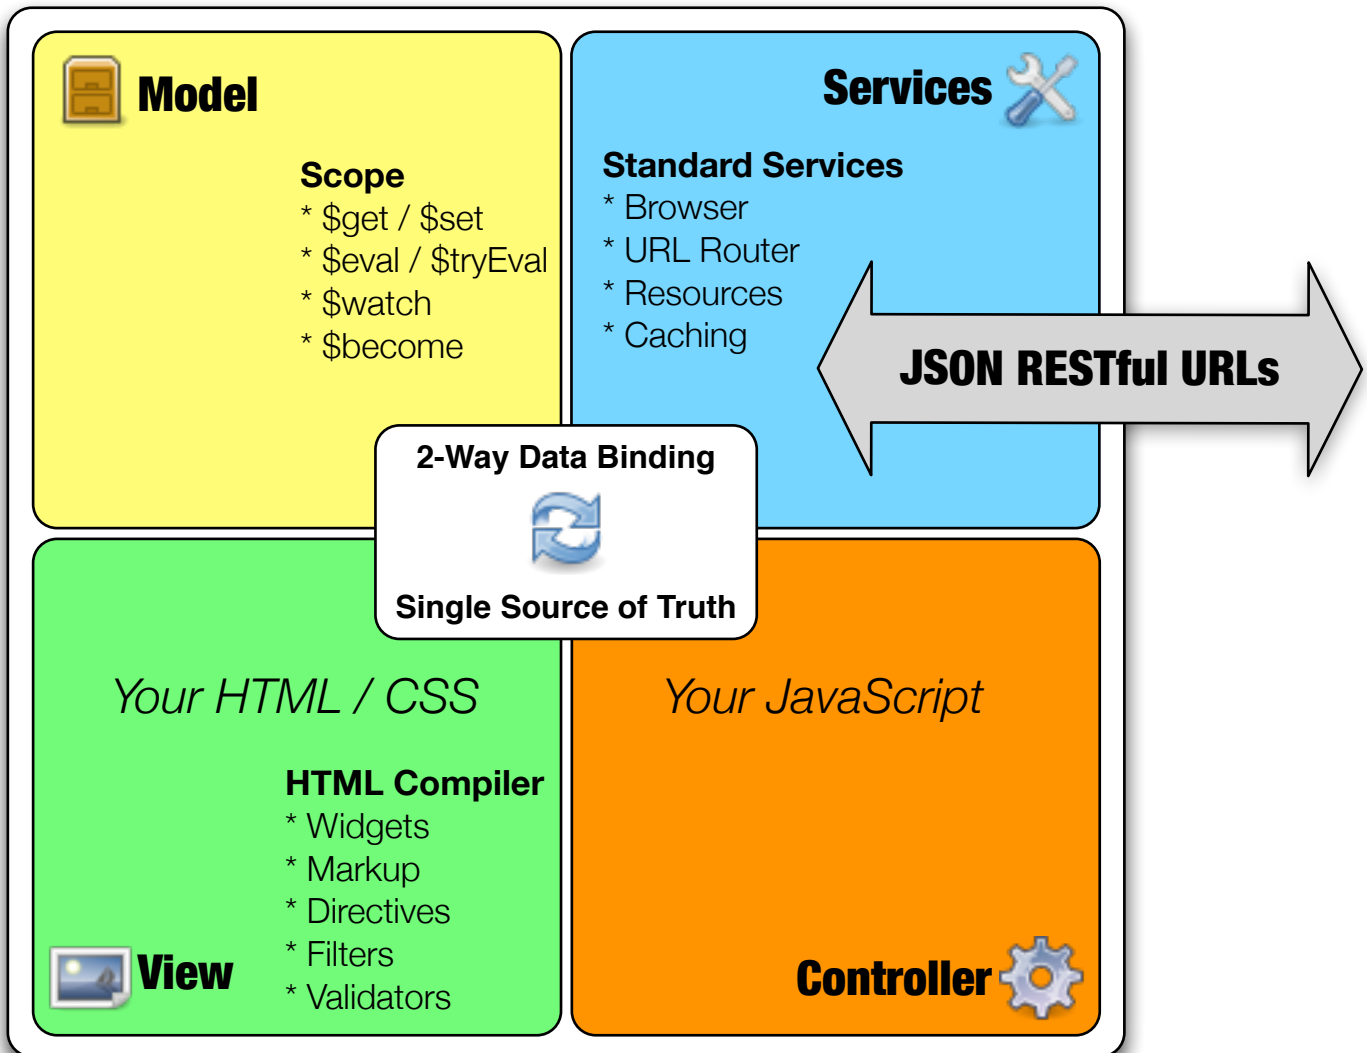 Model
Scope
* $get / $set
* $eval / $tryEval
* $watch
* $become
Services
Standard Services
* Browser
* URL Router
* Resources
* Caching
JSON RESTful URLs
2-Way Data Binding
Single Source of Truth
Your HTML / CSS
HTML Compiler
* Widgets
* Markup
* Directives
* Filters
* Validators
View
Your JavaScript
Controller